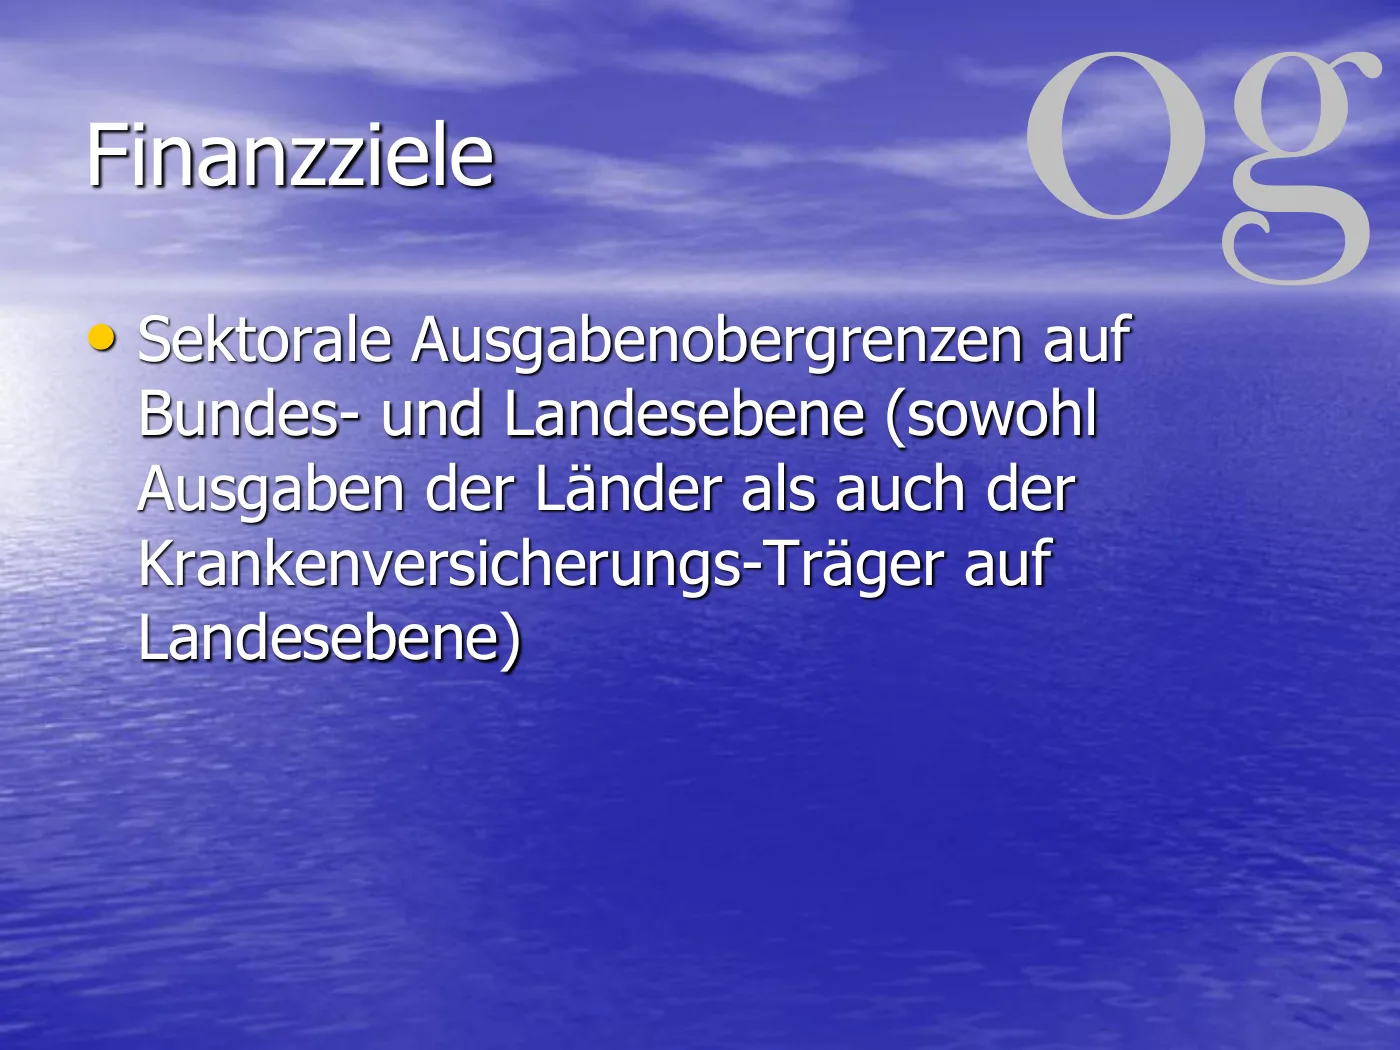 og
Finanzziele
• Sektorale Ausgabenobergrenzen auf
Bundes- und Landesebene (sowohl
Ausgaben der Länder als auch der
Krankenversicherungs-Träger auf
Landesebene)